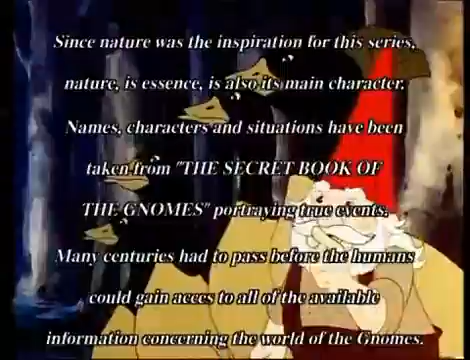 Since nature was the inspiration for this series,
nature, is essence, is also its main character.
Names, characters and situations have been
taken from "THE SECRET BOOK OF
THE GNOMES" portraying true events.
Many centuries had to pass before the humans
could gain acces to all of the available
information concerning the world of the Gnomes.